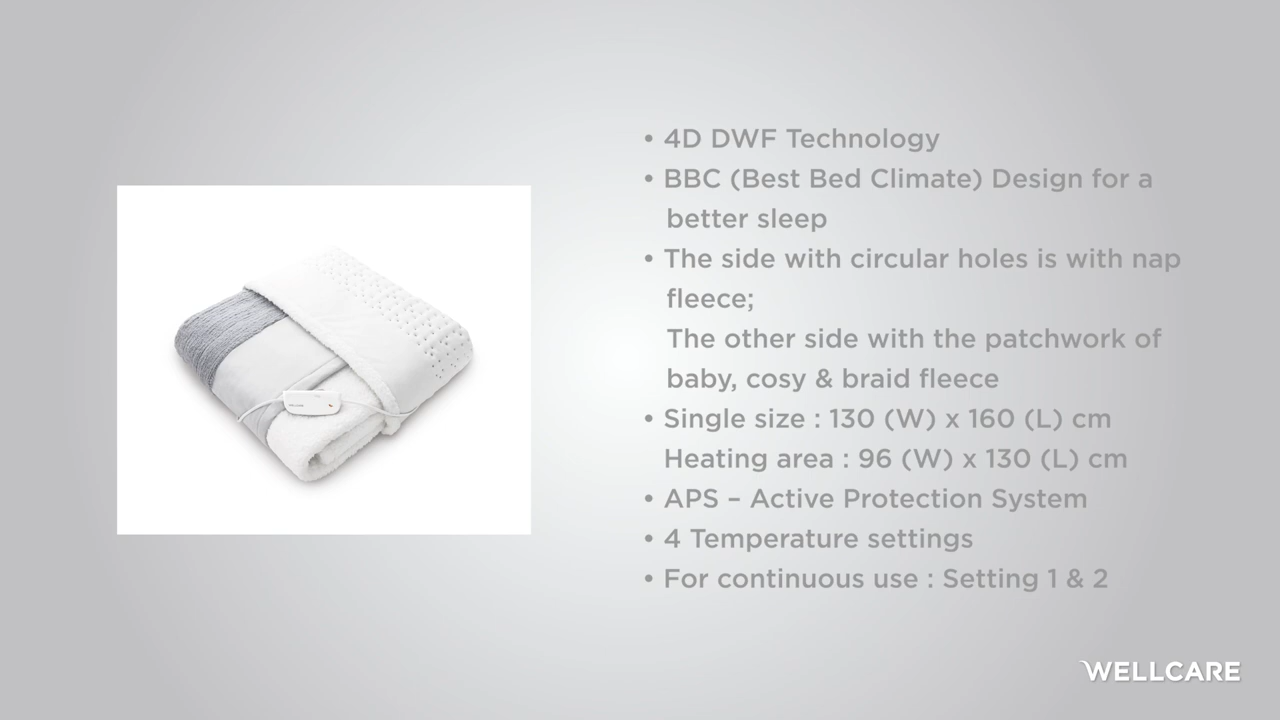 • 4D DWF Technology
• BBC (Best Bed Climate) Design for a
better sleep
• The side with circular holes is with nap
fleece;
The other side with the patchwork of
baby, cosy & braid fleece
• Single size : 130 (W) x 160 (L) cm
Heating area : 96 (W) x 130 (L) cm
• APS – Active Protection System
• 4 Temperature settings
• For continuous use : Setting 1 & 2
WELLCARE